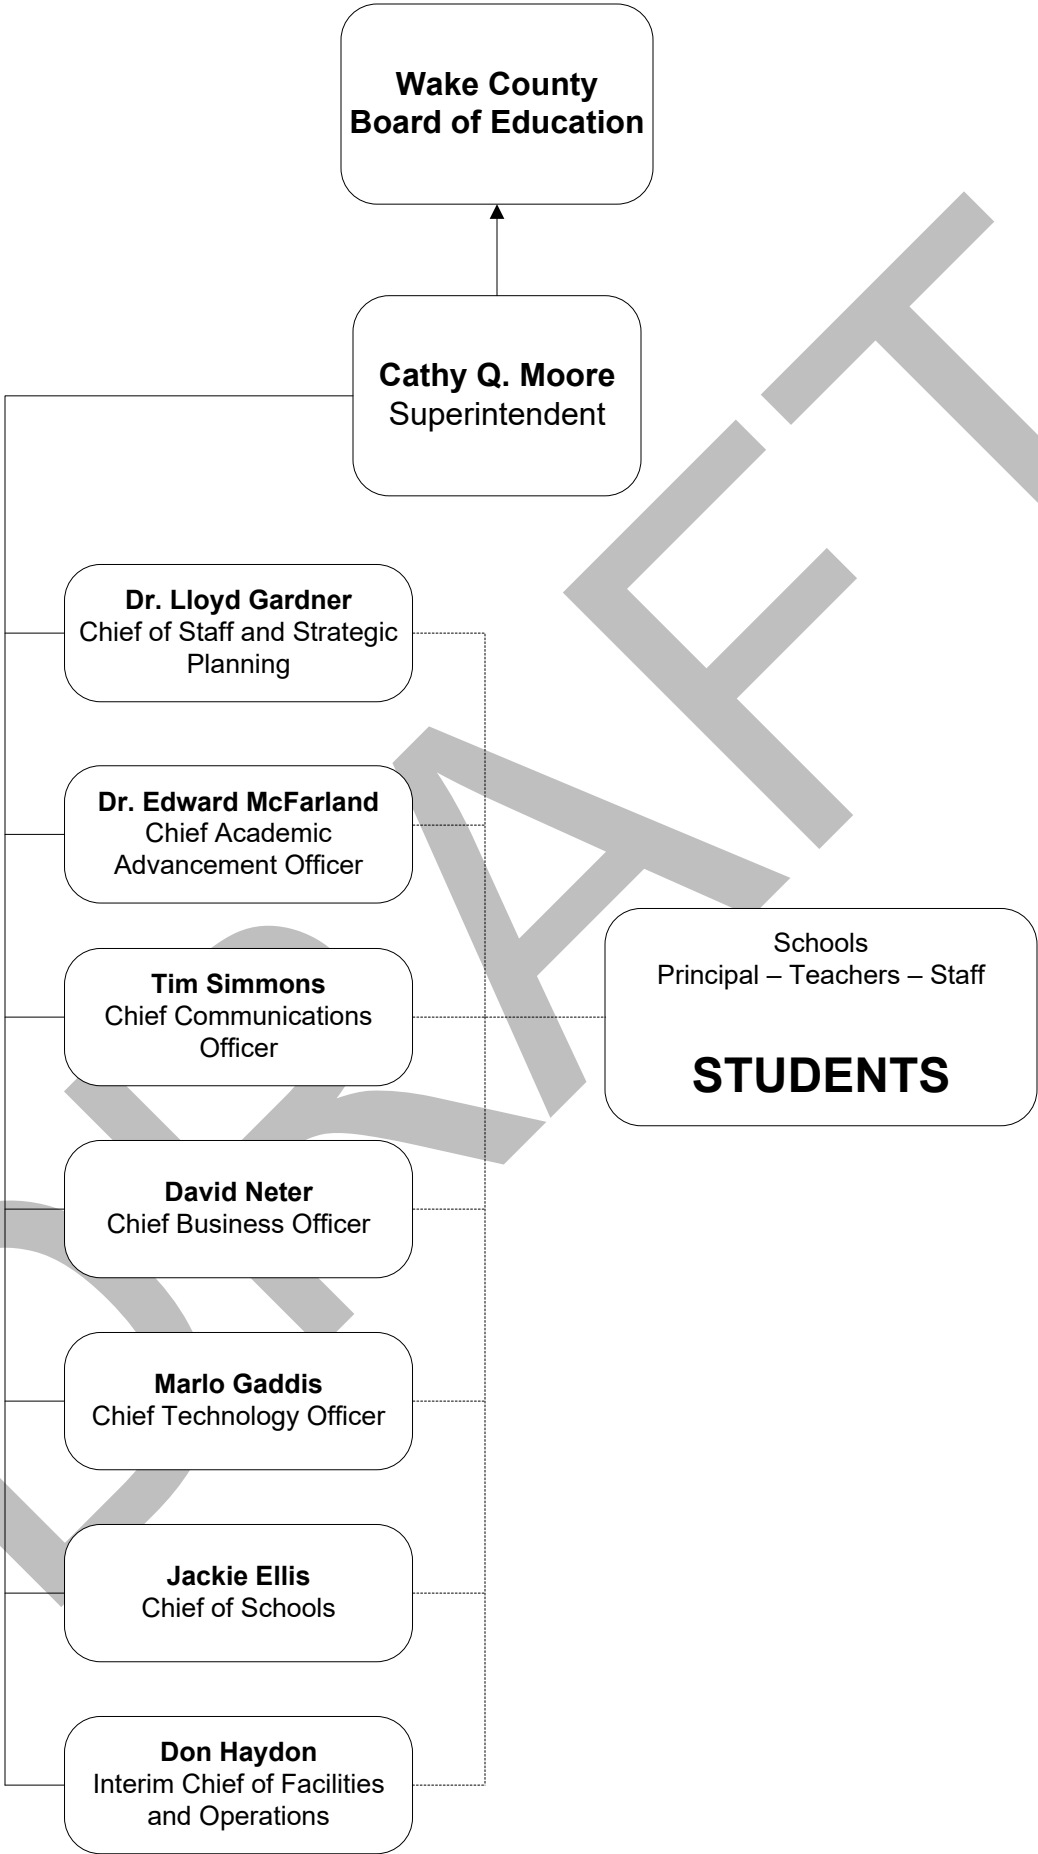 Wake County
Board of Education
Cathy Q. Moore
Superintendent
Dr. Lloyd Gardner
Chief of Staff and Strategic
Planning
Dr. Edward McFarland
Chief Academic
Advancement Officer
Tim Simmons
Chief Communications
Officer
Schools
Principal – Teachers – Staff
STUDENTS
David Neter
Chief Business Officer
Marlo Gaddis
Chief Technology Officer
Jackie Ellis
Chief of Schools
Don Haydon
Interim Chief of Facilities
and Operations
DRAFT